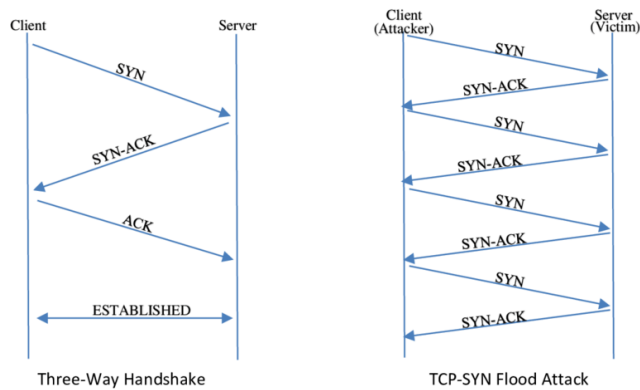 Client
Server
SYN
SYN-ACK
ACK
ESTABLISHED
Three-Way Handshake
Client
(Attacker)
Server
(Victim)
SYN
SYN-ACK
SYN
SYN-ACK
SYN
SYN-ACK
SYN
SYN-ACK
TCP-SYN Flood Attack